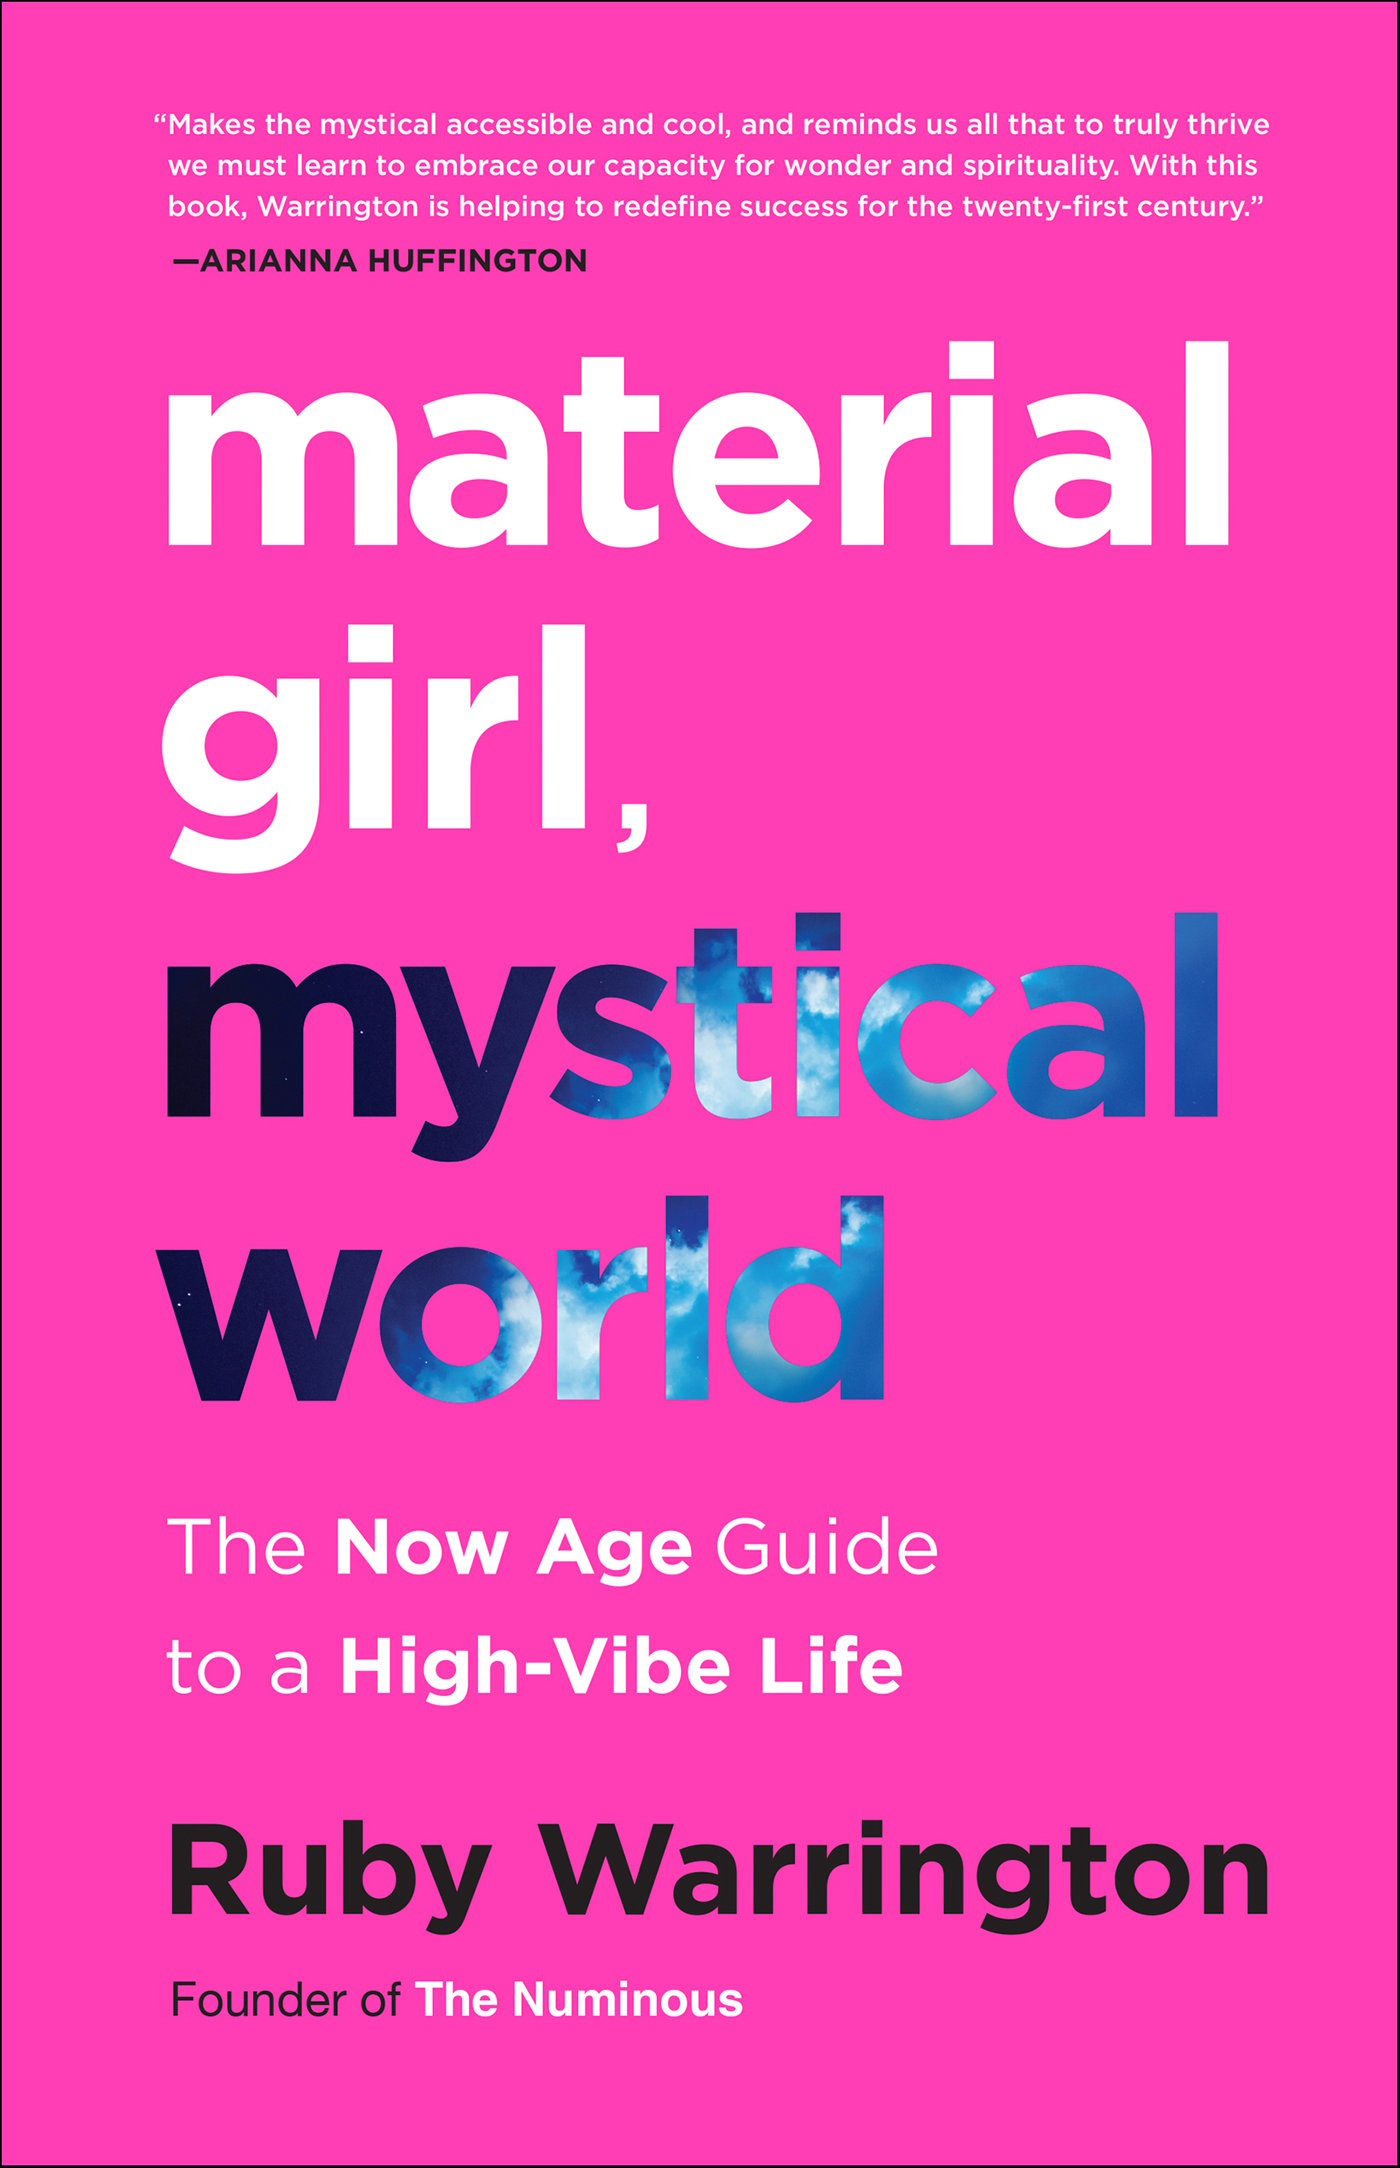 “Makes the mystical accessible and cool, and reminds us all that to truly thrive
we must learn to embrace our capacity for wonder and spirituality. With this
book, Warrington is helping to redefine success for the twenty-first century.”
—ARIANNA HUFFINGTON
material
girl,
mystical
world
The Now Age Guide
to a High-Vibe Life
Ruby Warrington
Founder of The Numinous